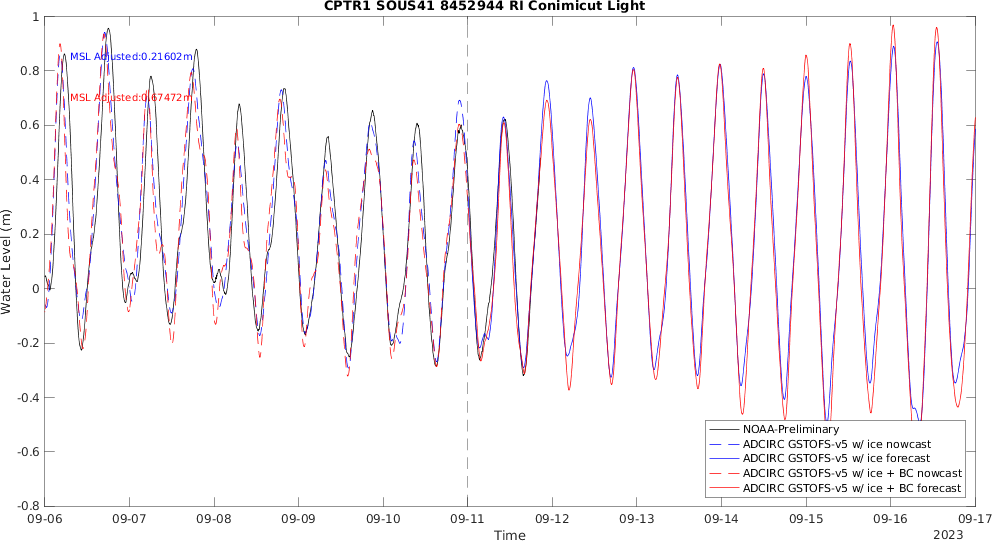 CPTR1 SOUS41 8452944 RI Conimicut Light
1
0.8
0.6
0.4
0.2
0
-0.2
-0.4
-0.6
-0.8
Water Level (m)
MSL Adjusted:0.21602m
MSL Adjusted:0.67472m
NOAA-Preliminary
ADCIRC GSTOFS-v5 w/ ice nowcast
ADCIRC GSTOFS-v5 w/ ice forecast
ADCIRC GSTOFS-v5 w/ ice + BC nowcast
ADCIRC GSTOFS-v5 w/ ice + BC forecast
09-06 09-07 09-08 09-09 09-10 09-11 09-12 09-13 09-14 09-15 09-16 09-17
Time
2023